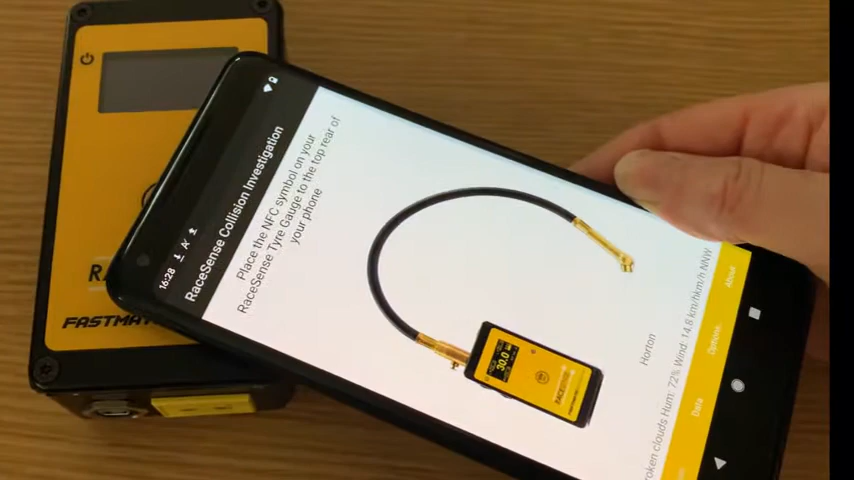 16:28
RaceSense Collision Investigation
Place the NFC symbol on your
RaceSense Tyre Gauge to the top rear of
your phone
30.0
Horton
broken clouds Hum: 72% Wind: 14.8 km/hkm/h NNW
Data
Options
About